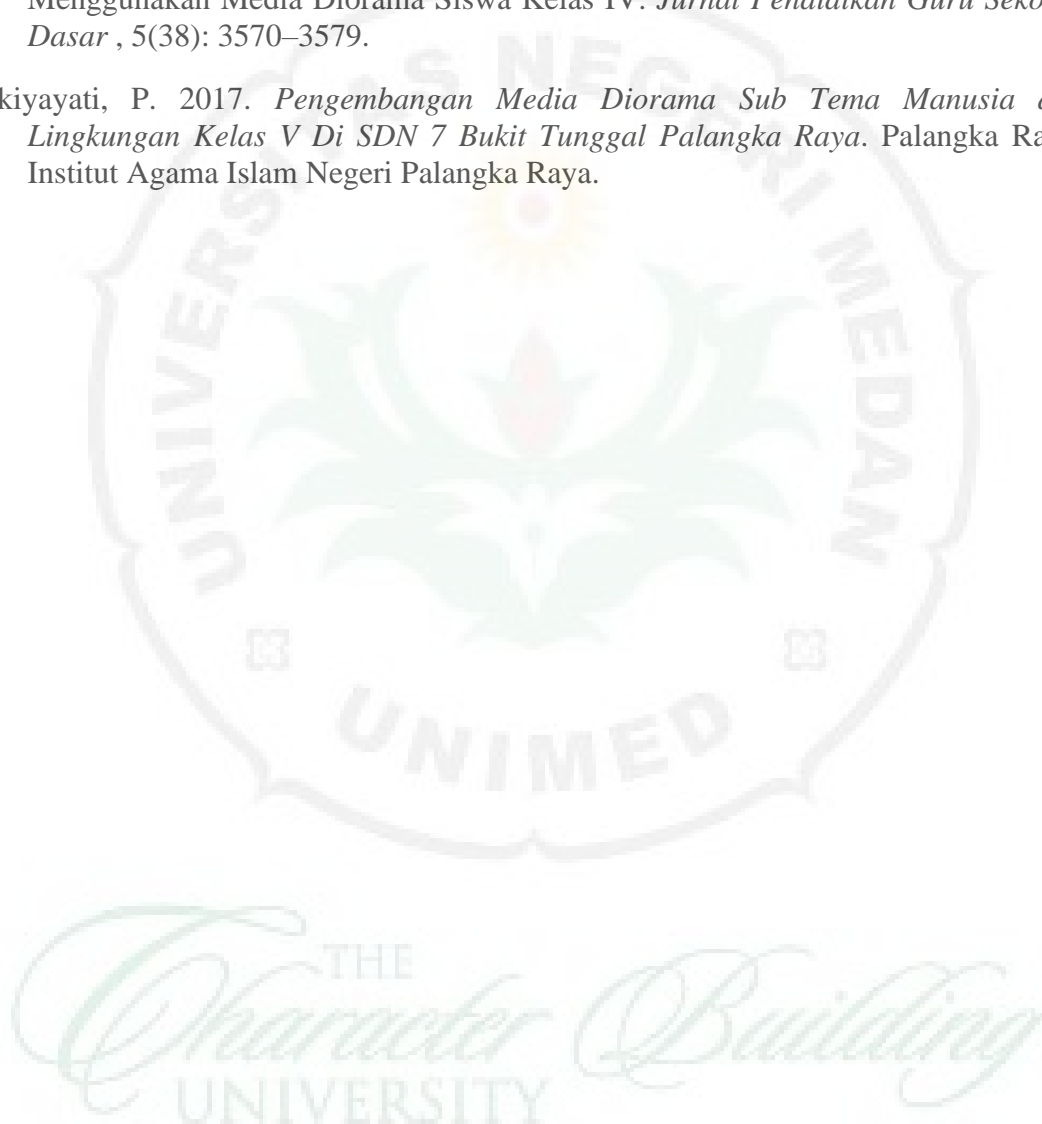 Menggunakan Media Diorama Siswa Kelas IV. Jurnal Pendidikan Guru
Dasar , 5(38): 3570–3579.
kiyayati, P. 2017. Pengembangan Media Diorama Sub Tema Manusia
Lingkungan Kelas V Di SDN 7 Bukit Tunggal Palangka Raya. Palangka
Institut Agama Islam Negeri Palangka Raya.
UNIVERSITAS NEGERI MEDAN
UNIMED
THE
Character Building
UNIVERSITY